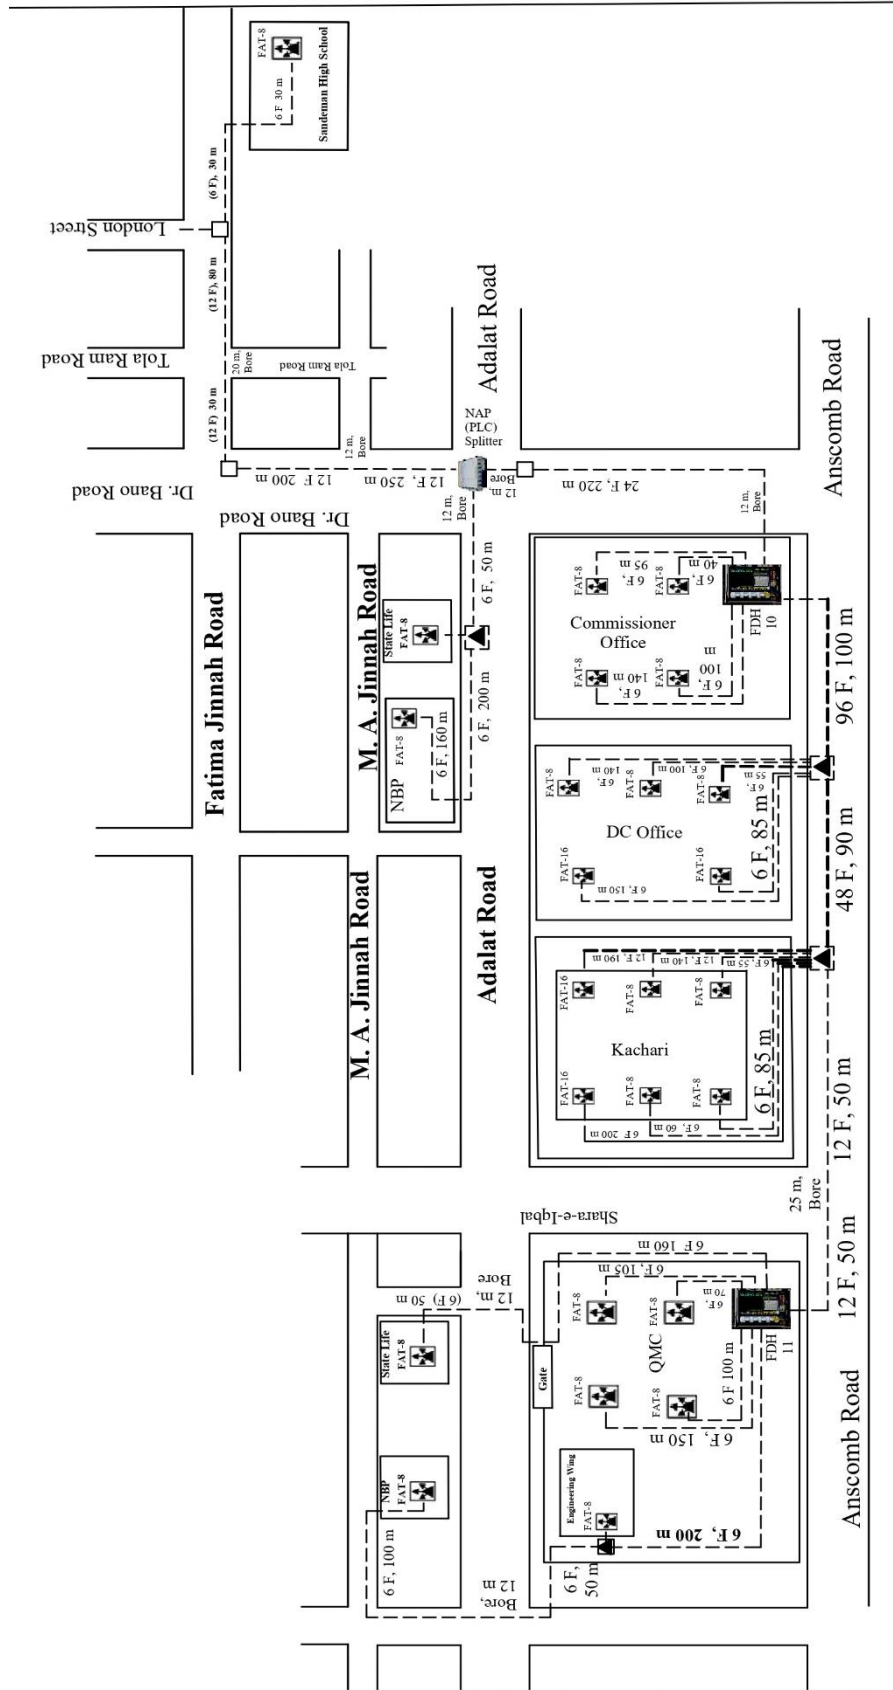 FAT-8
6 F 30 m
Sandeman High School
(6 F), 30 m
London Street
(12 F), 80 m
Tola Ram Road
20 m,
Bore
Tola Ram Road
(12 F) 30 m
12 m,
Bore
Adalat Road
NAP
(PLC)
Splitter
Anscomb Road
Dr. Bano Road
Dr. Bano Road
12 F 200 m
12 F, 250 m
12 m,
Bore
24 F, 220 m
12 m,
Bore
12 m,
Bore
6 F, 50 m
Fatima Jinnah Road
M. A. Jinnah Road
State Life
FAT-8
NBP
FAT-8
6 F, 160 m
6 F, 200 m
FAT-8
6 F,
95 m
FAT-8
6 F,
40 m
Commissioner
Office
FAT-8
6 F,
140 m
FAT-8
6 F,
100
m
FDH
10
96 F, 100 m
FAT-8
6 F,
140 m
FAT-8
6 F, 100 m
FAT-8
6 F,
55 m
DC Office
FAT-16
6 F, 150 m
FAT-16
6 F, 85 m
48 F, 90 m
M. A. Jinnah Road
Adalat Road
FAT-16
12 F, 190 m
FAT-8
12 F, 140 m
FAT-8
6 F, 55 m
Kachari
FAT-16
6 F 200 m
FAT-8
6 F, 60 m
FAT-8
6 F, 85 m
12 F, 50 m
25 m,
Bore
Shara-e-Iqbal
12 F, 50 m
6 F 160 m
6 F, 105 m
FAT-8
6 F,
70 m
FAT-8
QMC
FDH
11
FAT-8
6 F, 150 m
FAT-8
6 F 100 m
Gate
12 m,
Bore
(6 F) 50 m
State Life
FAT-8
NBP
FAT-8
6 F, 100 m
Engineering Wing
FAT-8
6 F, 200 m
6 F,
50 m
Bore,
12 m
Anscomb Road